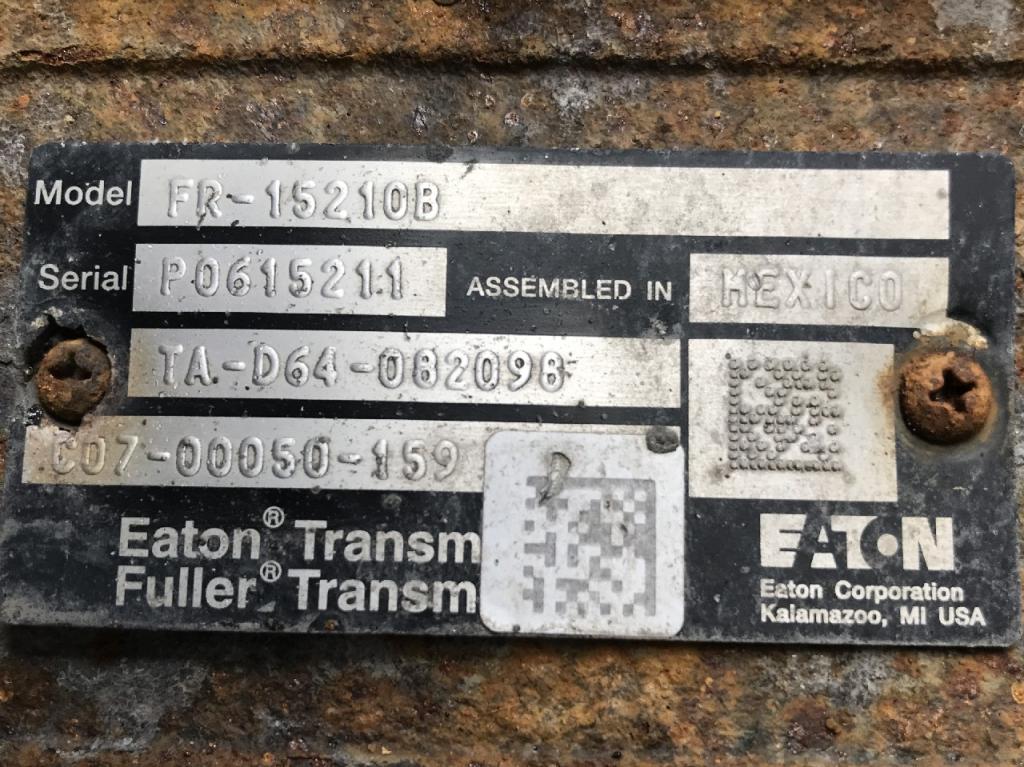 Model FR-15210B
Serial P0615211 ASSEMBLED IN MEXICO
TA-D64-082098
C07-00050-159
Eaton® Transm
Fuller® Transm
EATON
Eaton Corporation
Kalamazoo, MI USA